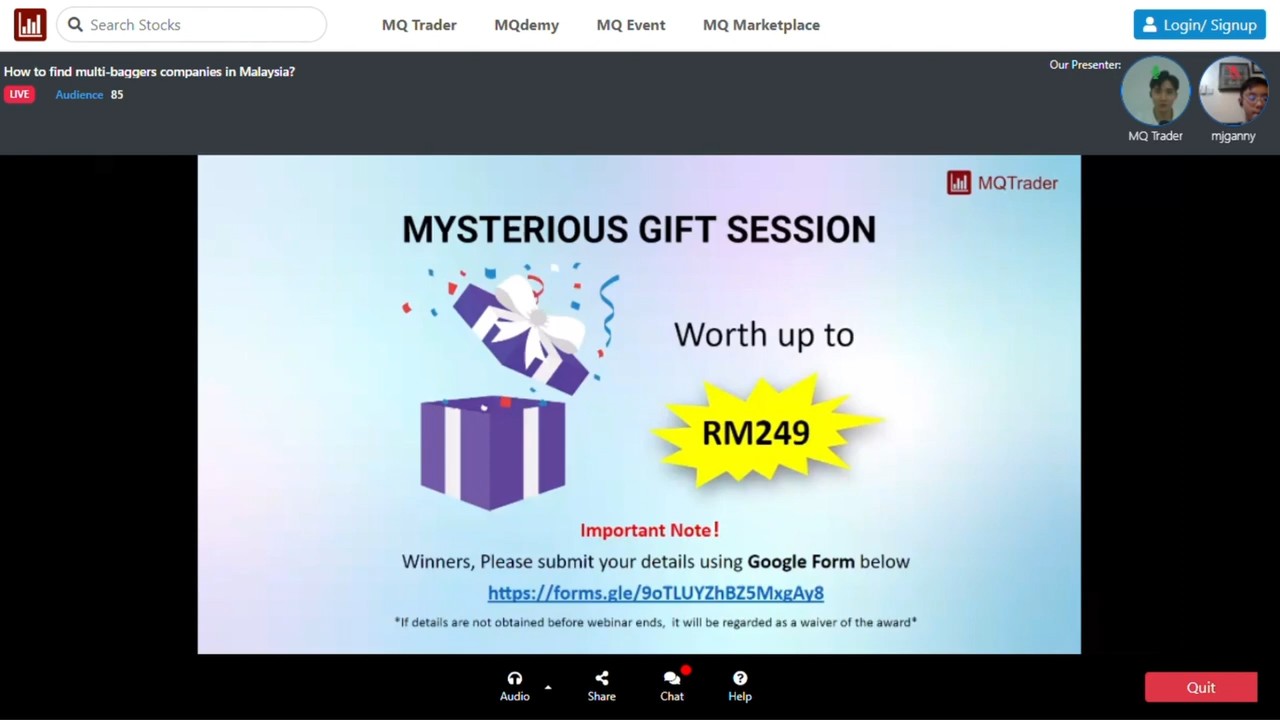 Search Stocks
MQ Trader
MQdemy
MQ Event
MQ Marketplace
Login/ Signup
How to find multi-baggers companies in Malaysia?
LIVE
Audience 85
Our Presenter:
MQ Trader
mjganny
MQTrader
MYSTERIOUS GIFT SESSION
Worth up to
RM249
Important Note!
Winners, Please submit your details using Google Form below
https://forms.gle/9oTLUYZhBZ5MxgAy8
*If details are not obtained before webinar ends, it will be regarded as a waiver of the award*
Audio
Share
Chat
Help
Quit